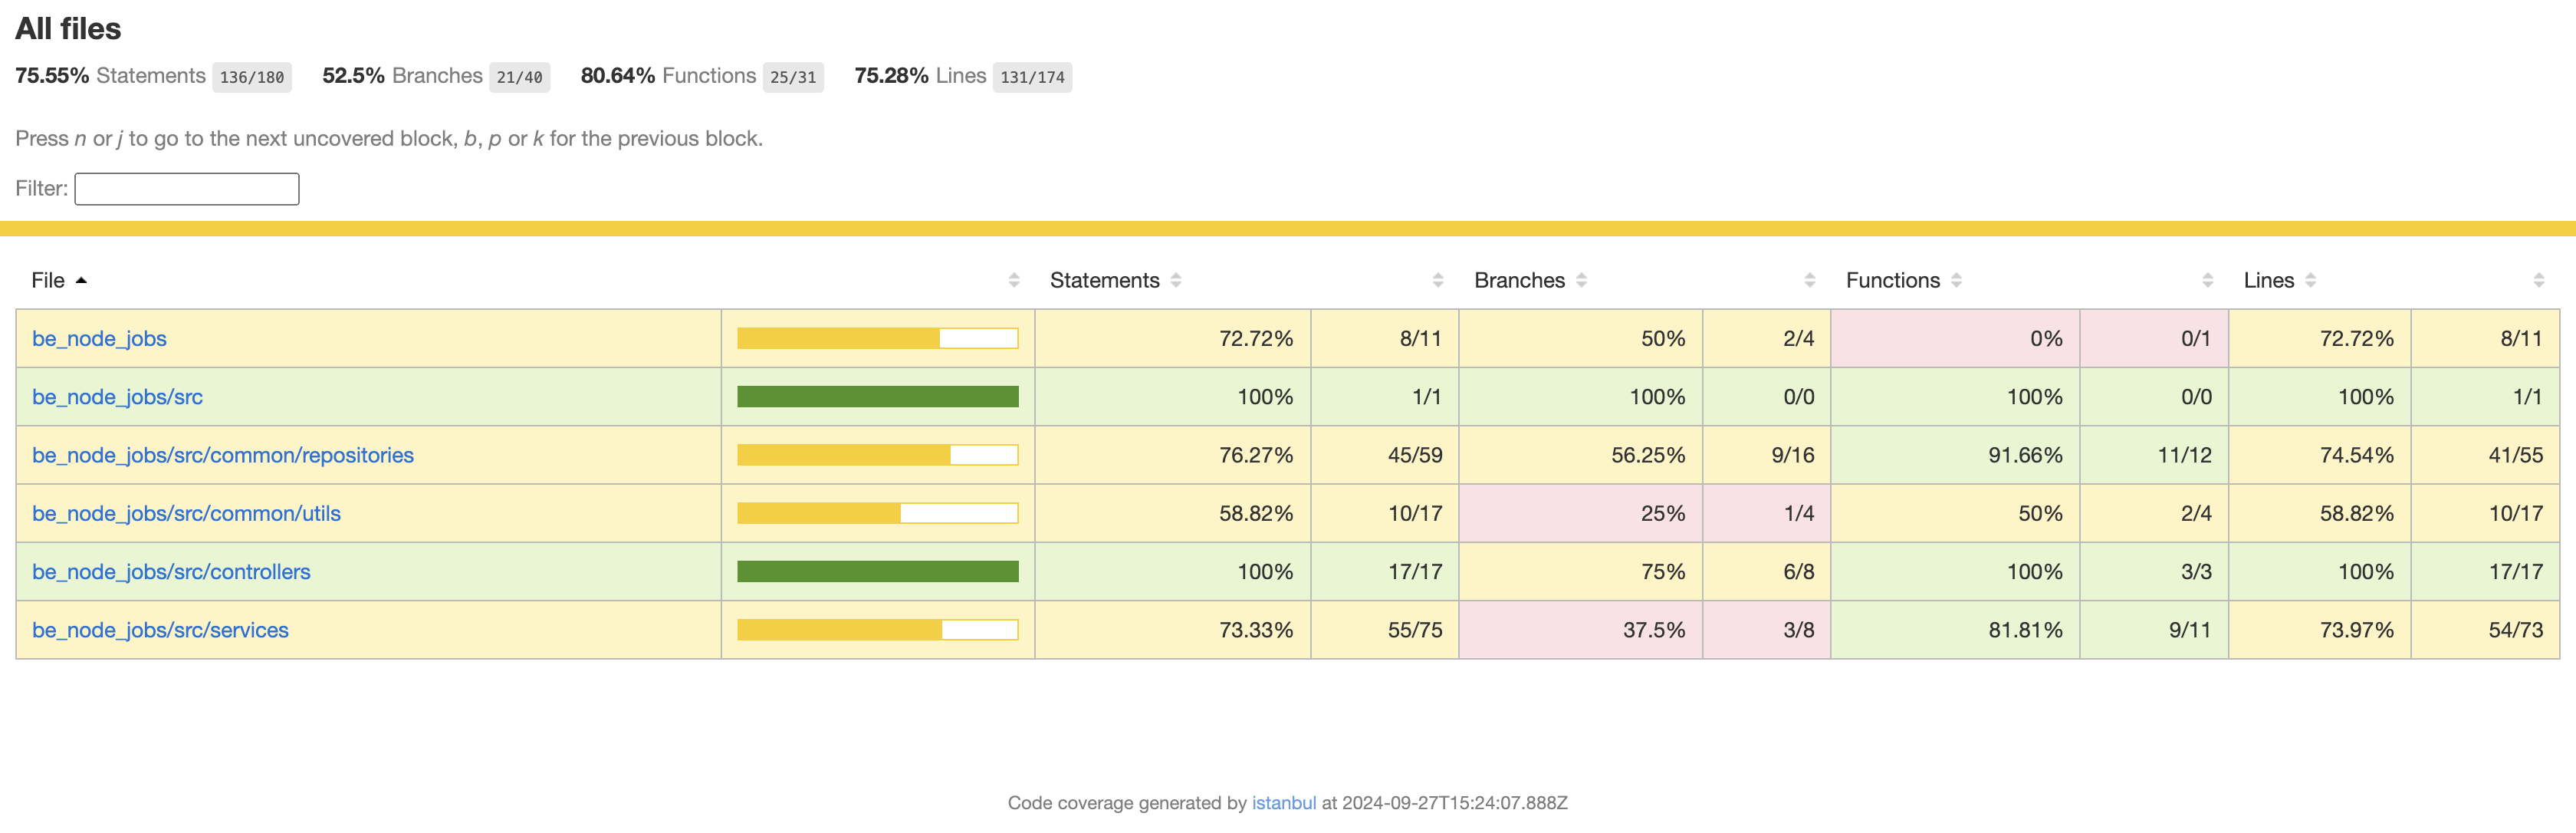 All files
75.55% Statements 136/180 52.5% Branches 21/40 80.64% Functions 25/31 75.28% Lines 131/174
Press n or j to go to the next uncovered block, b, p or k for the previous block.
Filter:
File Statements Branches Functions Lines
be_node_jobs 72.72% 8/11 50% 2/4 0% 0/1 72.72% 8/11
be_node_jobs/src 100% 1/1 100% 0/0 100% 0/0 100% 1/1
be_node_jobs/src/common/repositories 76.27% 45/59 56.25% 9/16 91.66% 11/12 74.54% 41/55
be_node_jobs/src/common/utils 58.82% 10/17 25% 1/4 50% 2/4 58.82% 10/17
be_node_jobs/src/controllers 100% 17/17 75% 6/8 100% 3/3 100% 17/17
be_node_jobs/src/services 73.33% 55/75 37.5% 3/8 81.81% 9/11 73.97% 54/73
Code coverage generated by istanbul at 2024-09-27T15:24:07.888Z